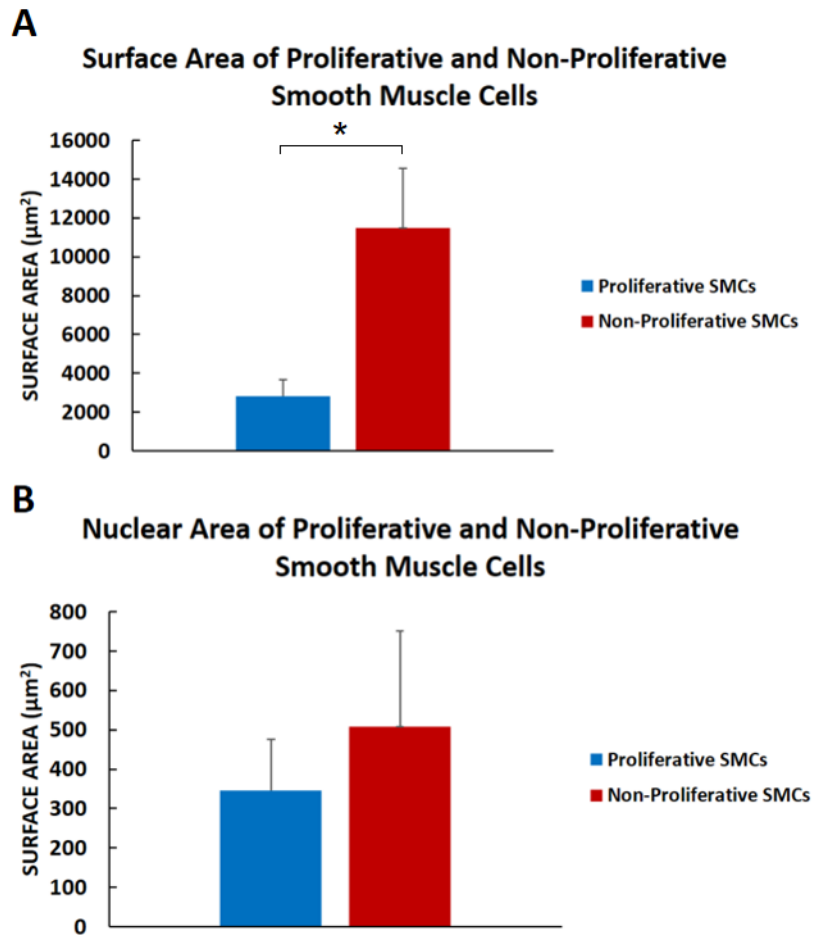 A
Surface Area of Proliferative and Non-Proliferative
Smooth Muscle Cells
*
16000
14000
12000
10000
8000
6000
4000
2000
0
SURFACE AREA (µm²)
Proliferative SMCs
Non-Proliferative SMCs
B
Nuclear Area of Proliferative and Non-Proliferative
Smooth Muscle Cells
800
700
600
500
400
300
200
100
0
SURFACE AREA (µm²)
Proliferative SMCs
Non-Proliferative SMCs